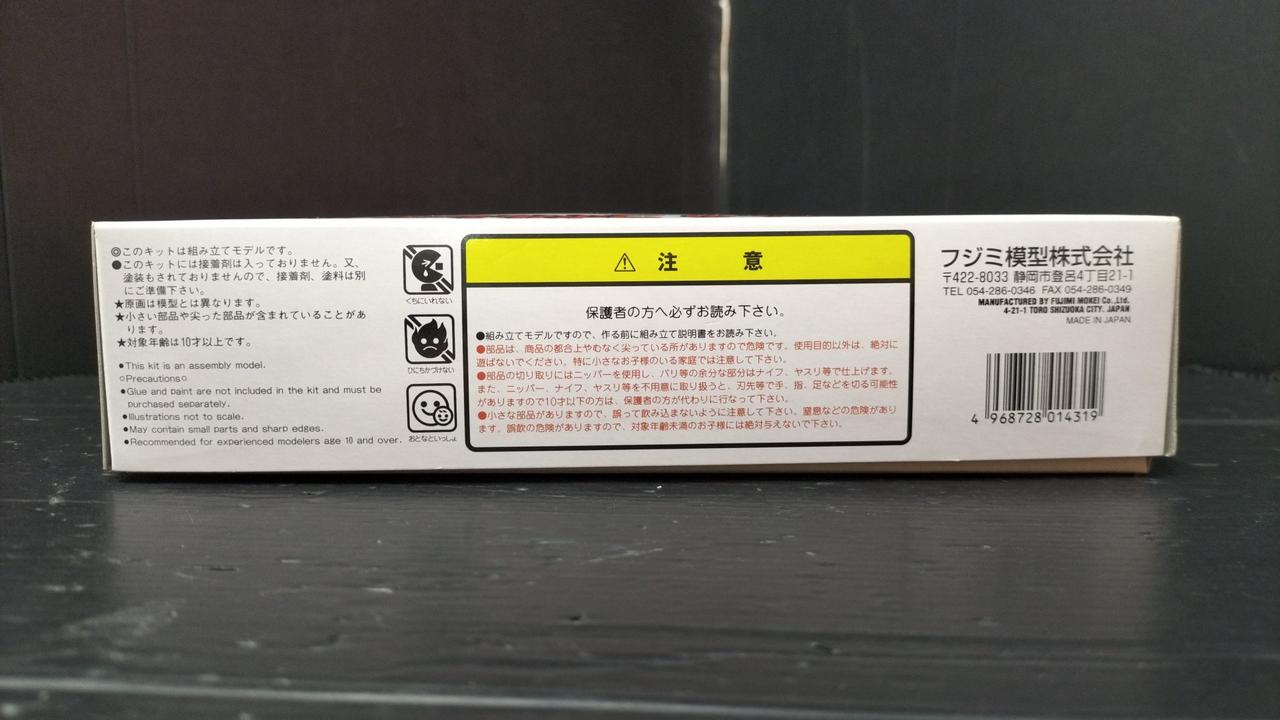 ◎このキットは組み立てモデルです。
●このキットには接着剤は入っておりません。又、
塗装もされておりませんので、接着剤、塗料は別
にご準備下さい。
★原画は模型とは異なります。
★小さい部品や尖った部品が含まれていることがあ
ります。
★対象年齢は10才以上です。
●This kit is an assembly model.
○Precautions○
●Glue and paint are not included in the kit and must be
purchased separately.
●Illustrations not to scale.
●May contain small parts and sharp edges.
●Recommended for experienced modelers age 10 and over.
くちにいれない
ひにちかづけない
おとなといっしょ
⚠ 注 意
保護者の方へ必ずお読み下さい。
●組み立てモデルですので、作る前に組み立て説明書をお読み下さい。
●部品は、商品の都合上やむなく尖っている所がありますので危険です。使用目的以外は、絶対に
遊ばないでください。特に小さなお子様のいる家庭では注意して下さい。
●部品の切り取りにはニッパーを使用し、バリ等の余分な部分はナイフ、ヤスリ等で仕上げます。
また、ニッパー、ナイフ、ヤスリ等を不用意に取り扱うと、刃先等で手、指、足などを切る可能性
がありますので10才以下の方は、保護者の方が代わりに行なって下さい。
●小さな部品がありますので、誤って飲み込まないように注意して下さい。窒息などの危険があり
ます。誤飲の危険がありますので、対象年齢未満のお子様には絶対与えないで下さい。
フジミ模型株式会社
〒422-8033 静岡市登呂4丁目21-1
TEL 054-286-0346 FAX 054-286-0349
MANUFACTURED BY FUJIMI MOKEI Co.,Ltd.
4-21-1 TORO SHIZUOKA CITY. JAPAN
MADE IN JAPAN
4 968728 014319